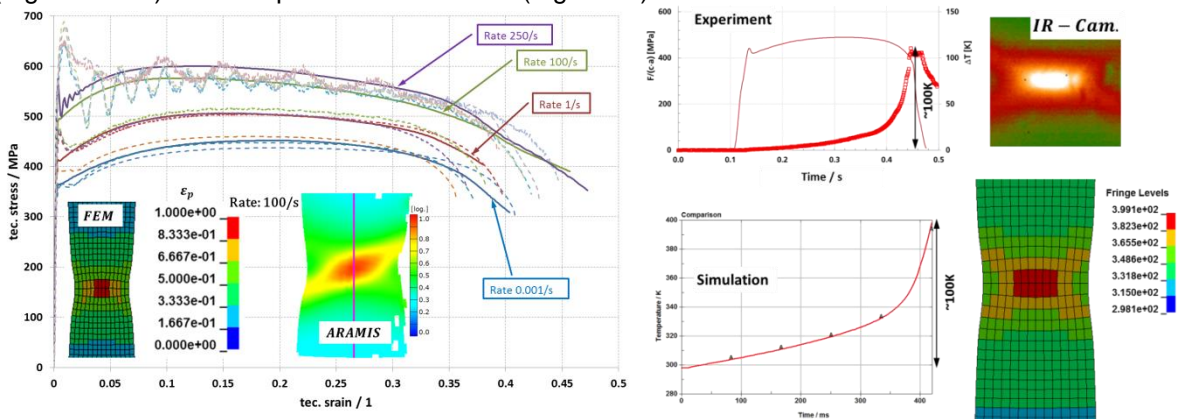 600
500
400
300
200
100
0
tec. stress / MPa
0
0.05
0.1
0.15
0.2
0.25
0.3
0.35
0.4
0.45
0.5
tec. srain / 1
Rate 250/s
Rate 100/s
Rate 1/s
Rate 0.001/s
εp
Rate: 100/s
FEM
1.000e+00
8.333e-01
6.667e-01
5.000e-01
3.333e-01
1.667e-01
0.000e+00
ARAMIS
[log.]
1.0
0.8
0.7
0.6
0.5
0.4
0.3
0.2
0.0
Experiment
F/(c·a) [MPa]
600
400
200
0
0.0
0.1
0.2
0.3
0.4
0.5
Time / s
150
100
50
0
ΔT [K]
~100K
IR - Cam.
Comparison
Simulation
Temperature / K
400
380
360
340
320
300
0
100
200
300
400
Time / ms
~100K
Fringe Levels
3.991e+02
3.823e+02
3.655e+02
3.486e+02
3.318e+02
3.150e+02
2.981e+02